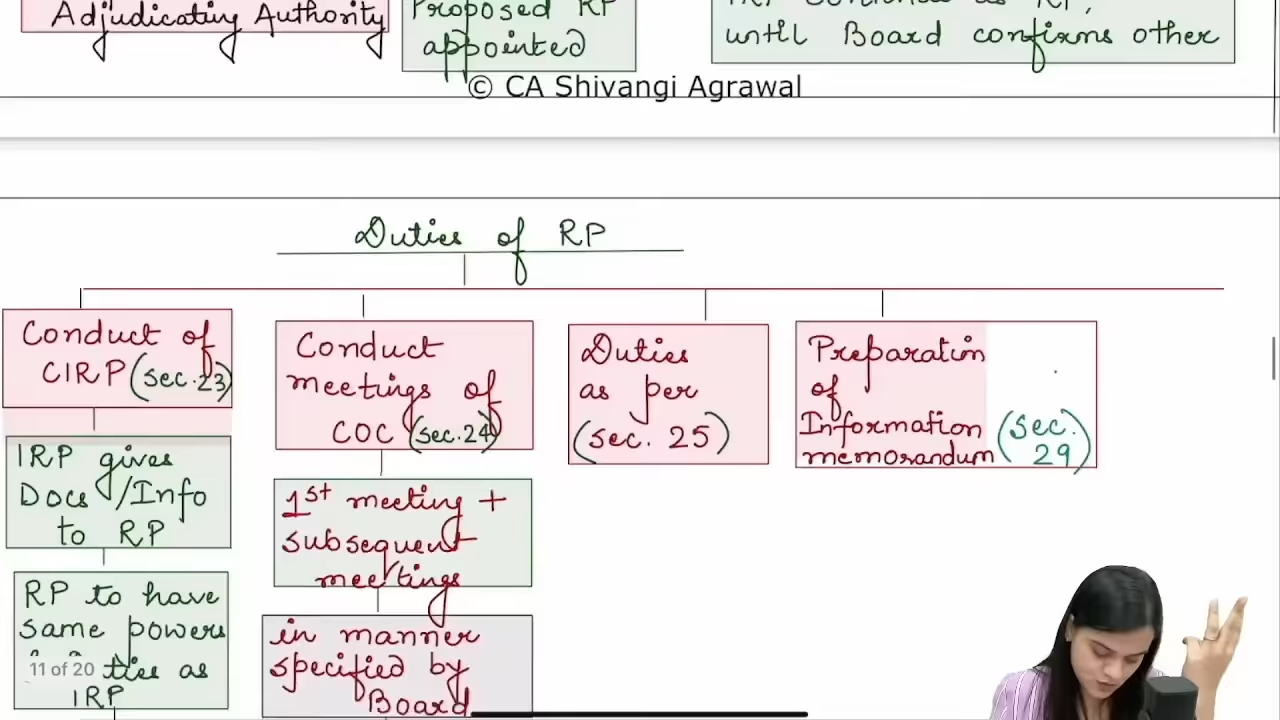 Adjudicating Authority
Proposed RP
appointed
until Board confirms other
© CA Shivangi Agrawal
Duties of RP
Conduct of
CIRP (sec.23)
IRP gives
Docs/Info
to RP
RP to have
same powers
ties as
IRP
11 of 20
Conduct
meetings of
COC (sec.24)
1st meeting +
subsequent
meetings
in manner
specified by
Board
Duties
as per
(sec. 25)
Preparation
of
Information
memorandum
(sec.
29)